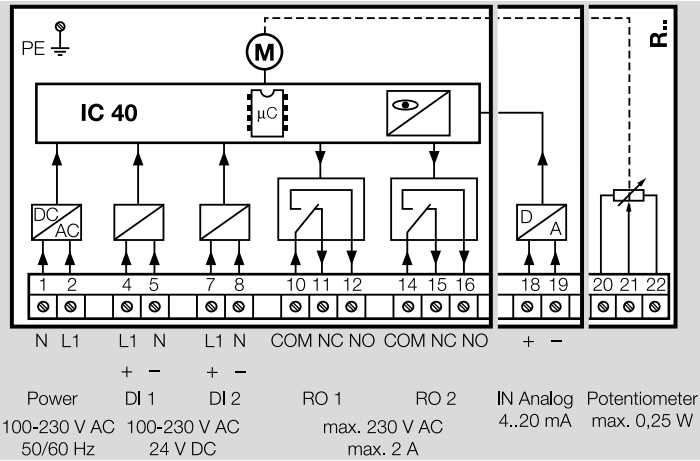 PE
M
R..
IC 40
µC
DC AC
D A
1 2 4 5 7 8 10 11 12 14 15 16 18 19 20 21 22
N L1 L1 N L1 N COM NC NO COM NC NO + –
+ – + –
Power DI 1 DI 2 RO 1 RO 2 IN Analog Potentiometer
100-230 V AC 100-230 V AC max. 230 V AC 4..20 mA max. 0,25 W
50/60 Hz 24 V DC max. 2 A